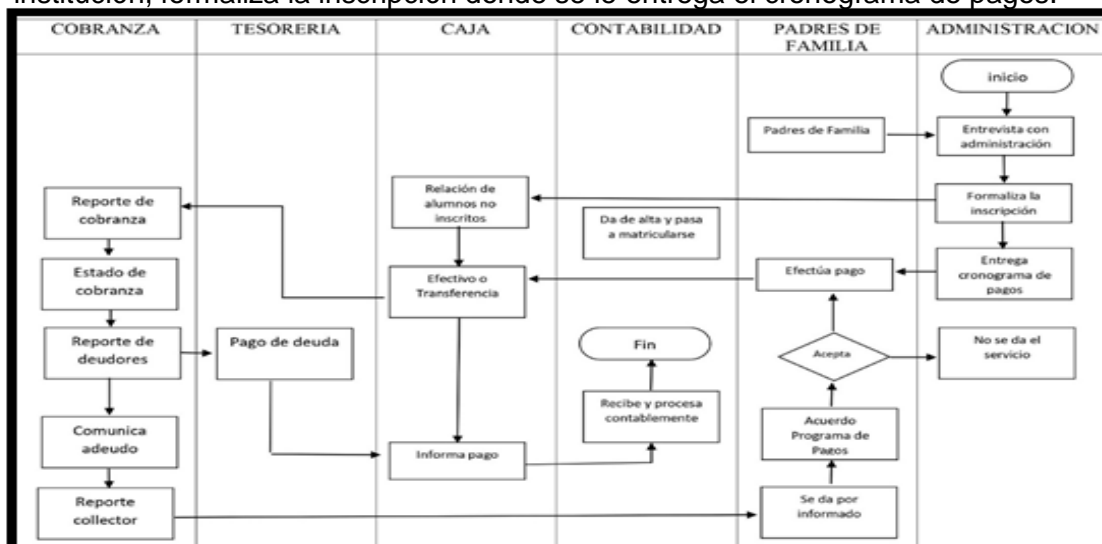 institución, formaliza la inscripción donde se le entrega el cronograma de pagos.
COBRANZA
TESORERIA
CAJA
CONTABILIDAD
PADRES DE
FAMILIA
ADMINISTRACION
inicio
Padres de Familia
Entrevista con
administración
Reporte de
cobranza
Relación de
alumnos no
inscritos
Da de alta y pasa
a matricularse
Formaliza la
inscripción
Estado de
cobranza
Efectivo o
Transferencia
Efectúa pago
Entrega
cronograma de
pagos
Reporte de
deudores
Pago de deuda
Fin
Acepta
No se da el
servicio
Comunica
adeudo
Informa pago
Recibe y procesa
contablemente
Acuerdo
Programa de
Pagos
Reporte
collector
Se da por
informado